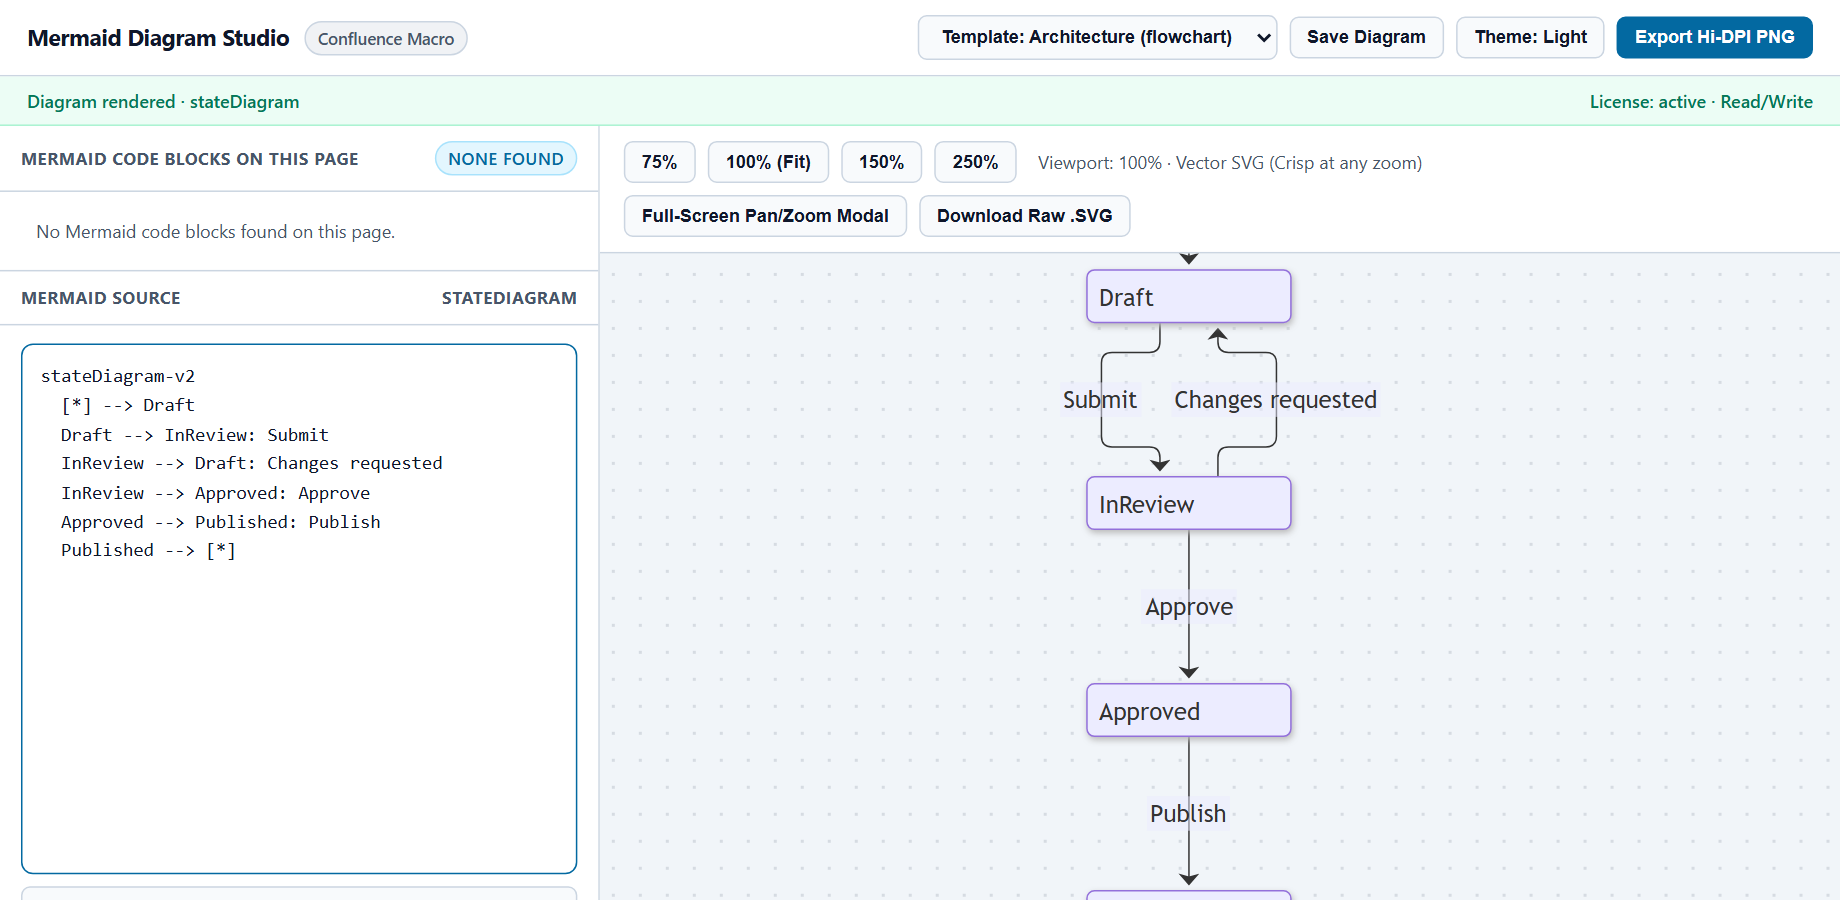 Mermaid Diagram Studio
Confluence Macro
Template: Architecture (flowchart)
Save Diagram
Theme: Light
Export Hi-DPI PNG
Diagram rendered · stateDiagram
License: active · Read/Write
MERMAID CODE BLOCKS ON THIS PAGE
NONE FOUND
No Mermaid code blocks found on this page.
MERMAID SOURCE
STATEDIAGRAM
stateDiagram-v2
  [*] --> Draft
  Draft --> InReview: Submit
  InReview --> Draft: Changes requested
  InReview --> Approved: Approve
  Approved --> Published: Publish
  Published --> [*]
75%
100% (Fit)
150%
250%
Viewport: 100% · Vector SVG (Crisp at any zoom)
Full-Screen Pan/Zoom Modal
Download Raw .SVG
Draft
Submit
Changes requested
InReview
Approve
Approved
Publish